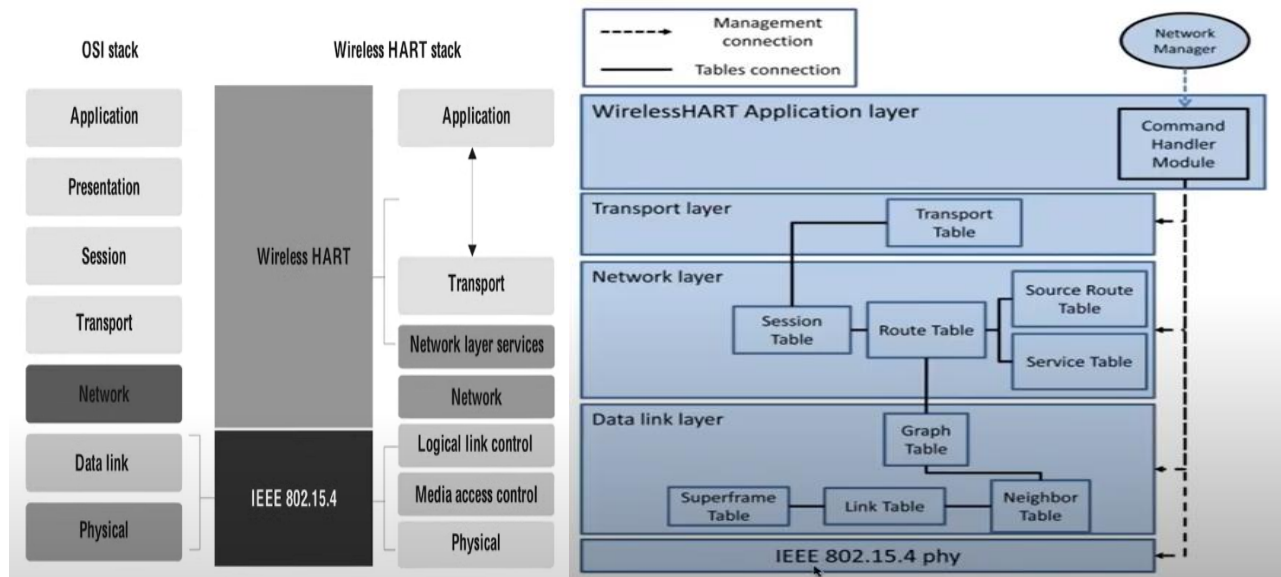 OSI stack
Wireless HART stack
Application
Presentation
Session
Transport
Network
Data link
Physical
Wireless HART
IEEE 802.15.4
Application
Transport
Network layer services
Network
Logical link control
Media access control
Physical
Management
connection
Tables connection
Network
Manager
WirelessHART Application layer
Command
Handler
Module
Transport layer
Transport
Table
Network layer
Session
Table
Route Table
Source Route
Table
Service Table
Data link layer
Graph
Table
Superframe
Table
Link Table
Neighbor
Table
IEEE 802.15.4 phy